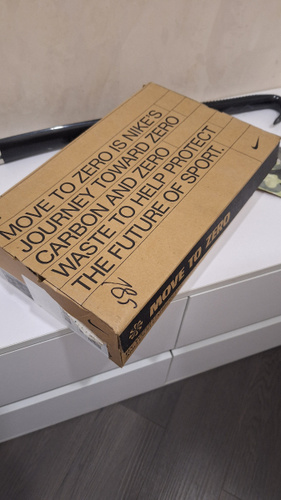 MOVE TO ZERO IS NIKE'S
JOURNEY TOWARD ZERO
CARBON AND ZERO
WASTE TO HELP PROTECT
THE FUTURE OF SPORT.
MOVE TO ZERO